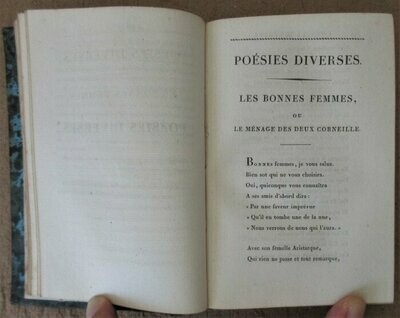 POÉSIES DIVERSES.
LES BONNES FEMMES,
OU
LE MÉNAGE DES DEUX CORNEILLE.
BONNES femmes, je vous salue.
Bien sot qui ne vous choisira.
Oui, quiconque vous connaîtra
A ses amis d'abord dira:
« Par une faveur imprévue
« Qu'il en tombe une de la nue,
« Nous verrons de nous qui l'aura. »
Avec son femelle Aristarque,
Qui rien ne passe et tout remarque,